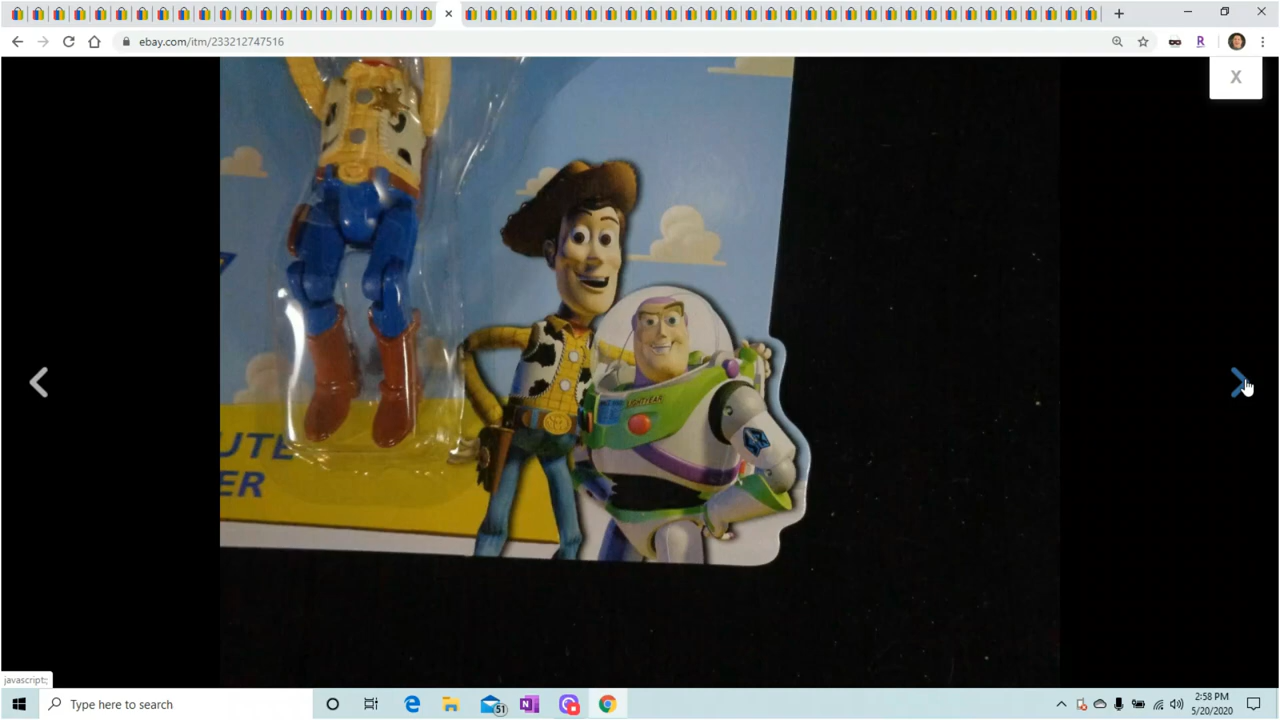 ebay.com/itm/233212747516
R
X
LIGHTYEAR
UTE
ER
javascript:;
Type here to search
51
N
2:58 PM
5/20/2020